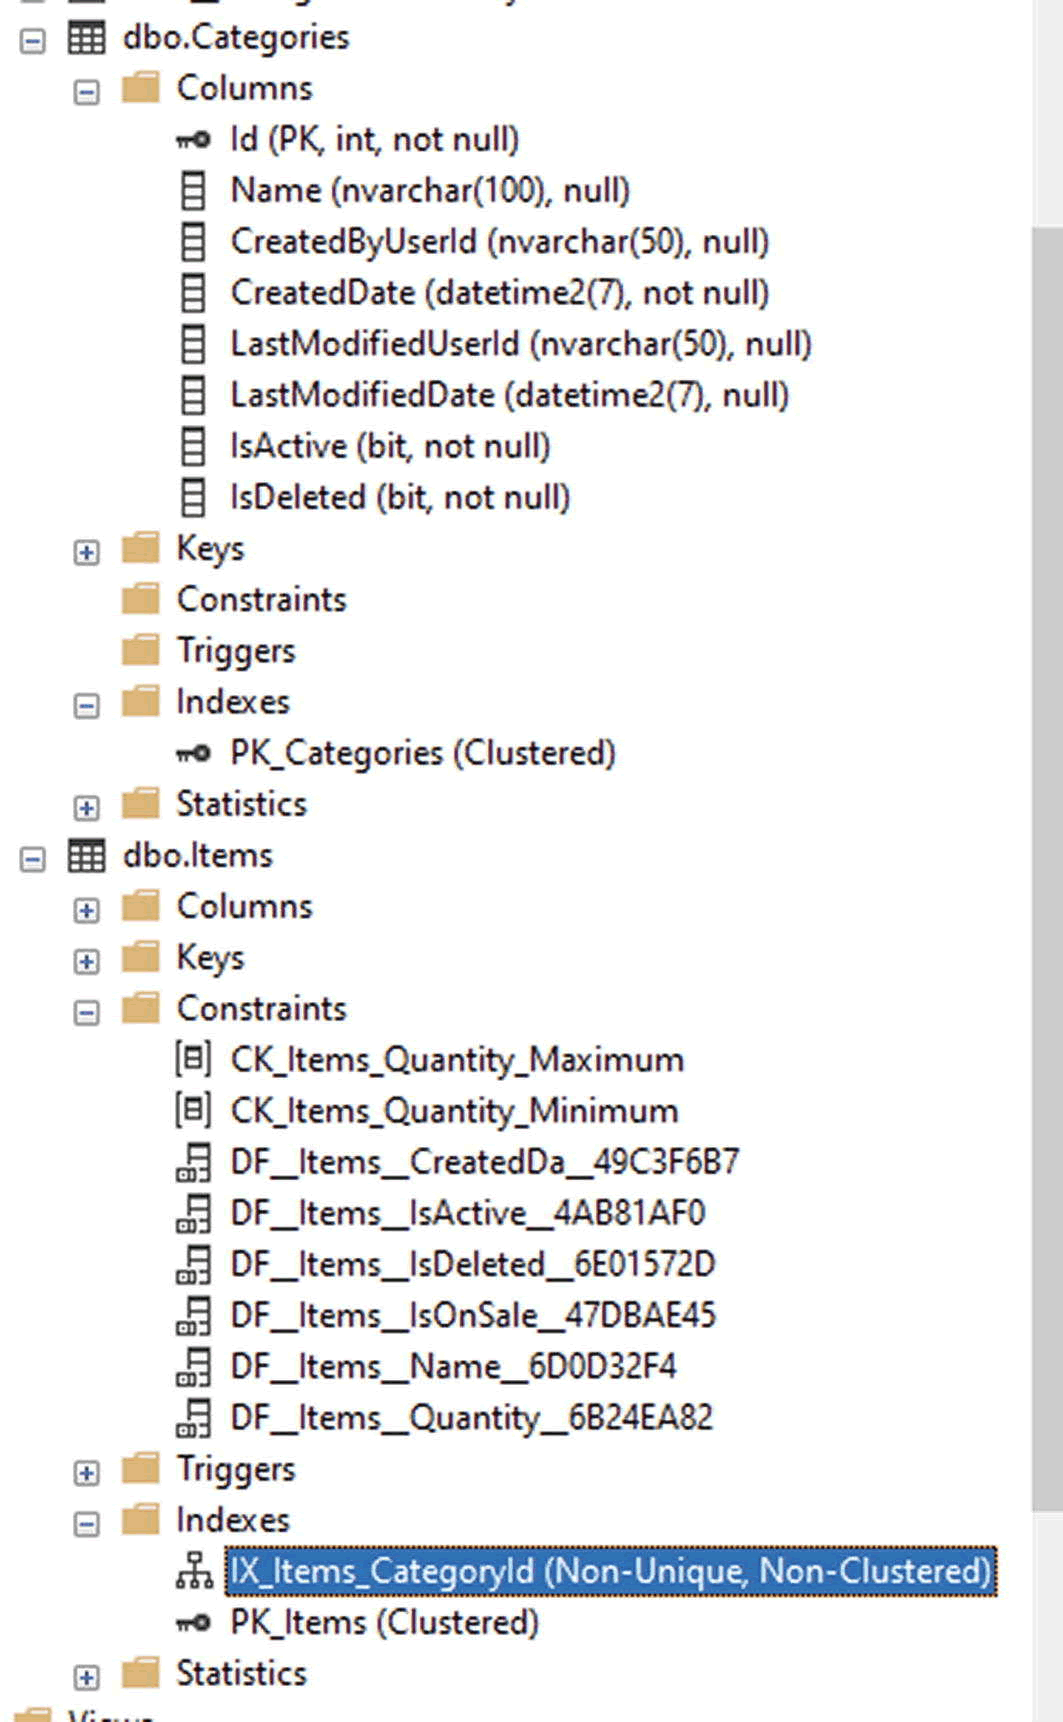 dbo.Categories
Columns
Id (PK, int, not null)
Name (nvarchar(100), null)
CreatedByUserId (nvarchar(50), null)
CreatedDate (datetime2(7), not null)
LastModifiedUserId (nvarchar(50), null)
LastModifiedDate (datetime2(7), null)
IsActive (bit, not null)
IsDeleted (bit, not null)
Keys
Constraints
Triggers
Indexes
PK_Categories (Clustered)
Statistics
dbo.Items
Columns
Keys
Constraints
CK_Items_Quantity_Maximum
CK_Items_Quantity_Minimum
DF__Items__CreatedDa__49C3F6B7
DF__Items__IsActive__4AB81AF0
DF__Items__IsDeleted__6E01572D
DF__Items__IsOnSale__47DBAE45
DF__Items__Name__6D0D32F4
DF__Items__Quantity__6B24EA82
Triggers
Indexes
IX_Items_CategoryId (Non-Unique, Non-Clustered)
PK_Items (Clustered)
Statistics
Views